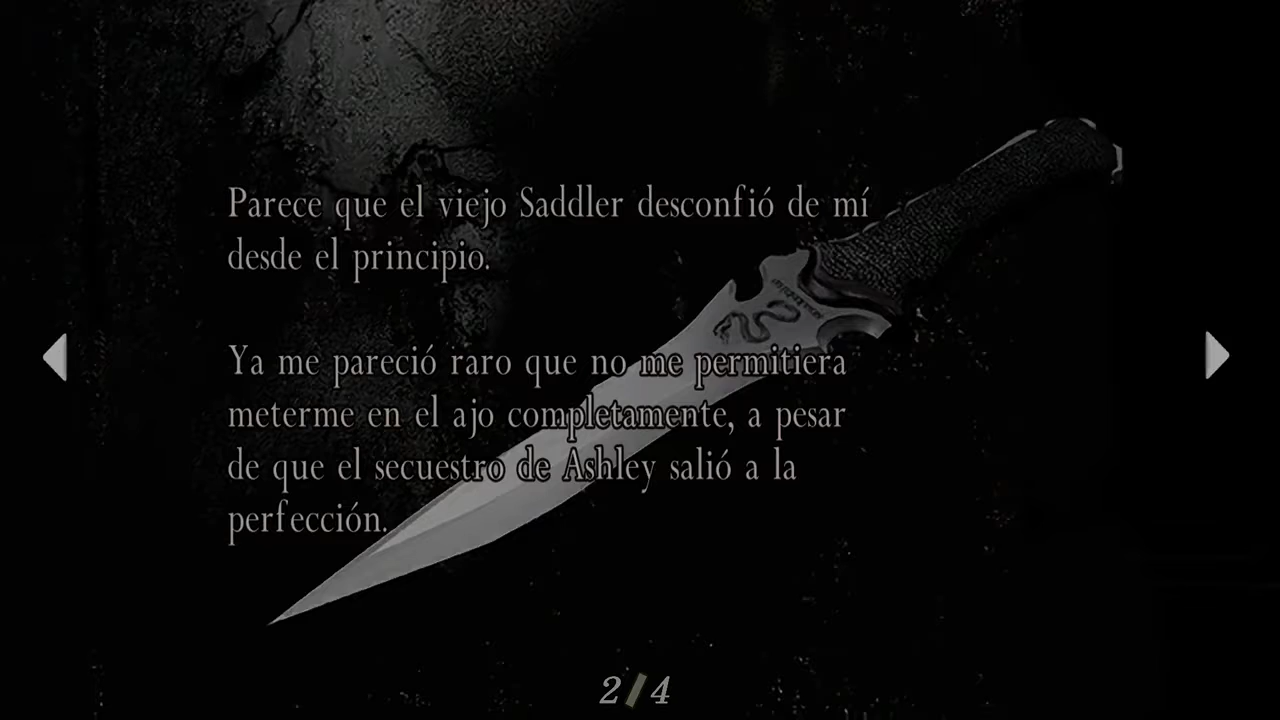 Parece que el viejo Saddler desconfió de mí
desde el principio.
Ya me pareció raro que no me permitiera
meterme en el ajo completamente, a pesar
de que el secuestro de Ashley salió a la
perfección.
2/4